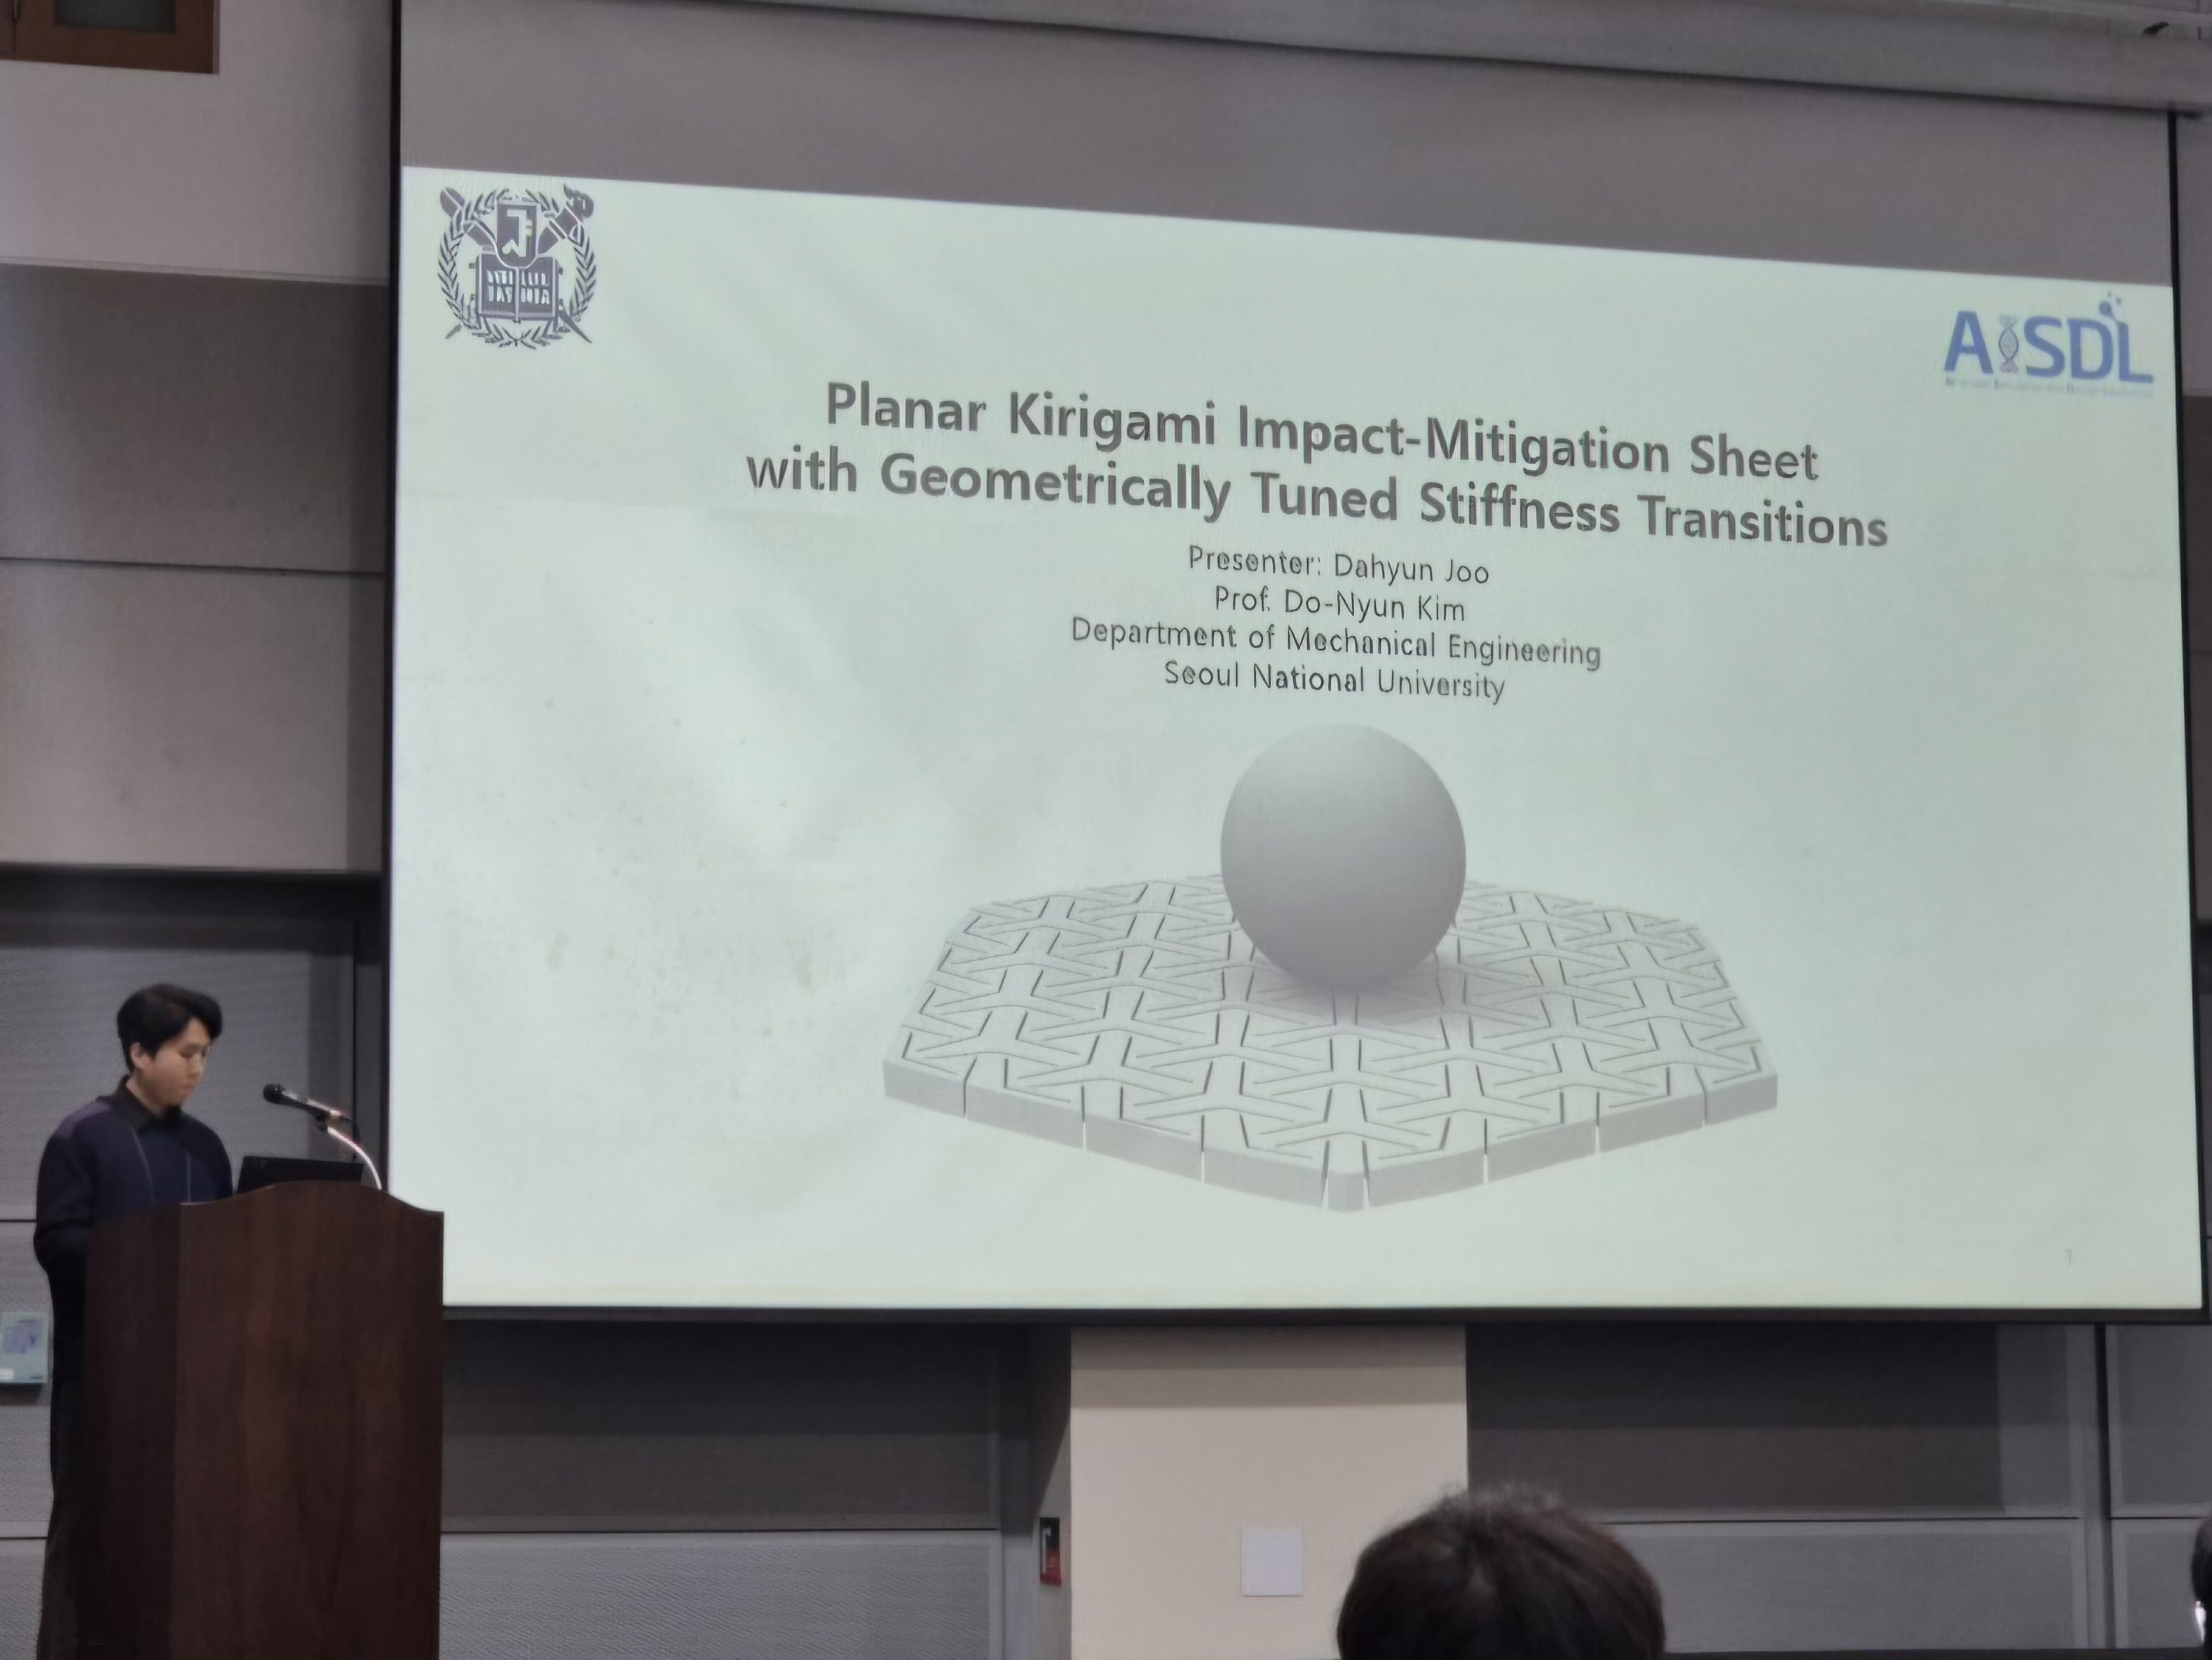 AiSDL
Planar Kirigami Impact-Mitigation Sheet
with Geometrically Tuned Stiffness Transitions
Presenter: Dahyun Joo
Prof. Do-Nyun Kim
Department of Mechanical Engineering
Seoul National University
1